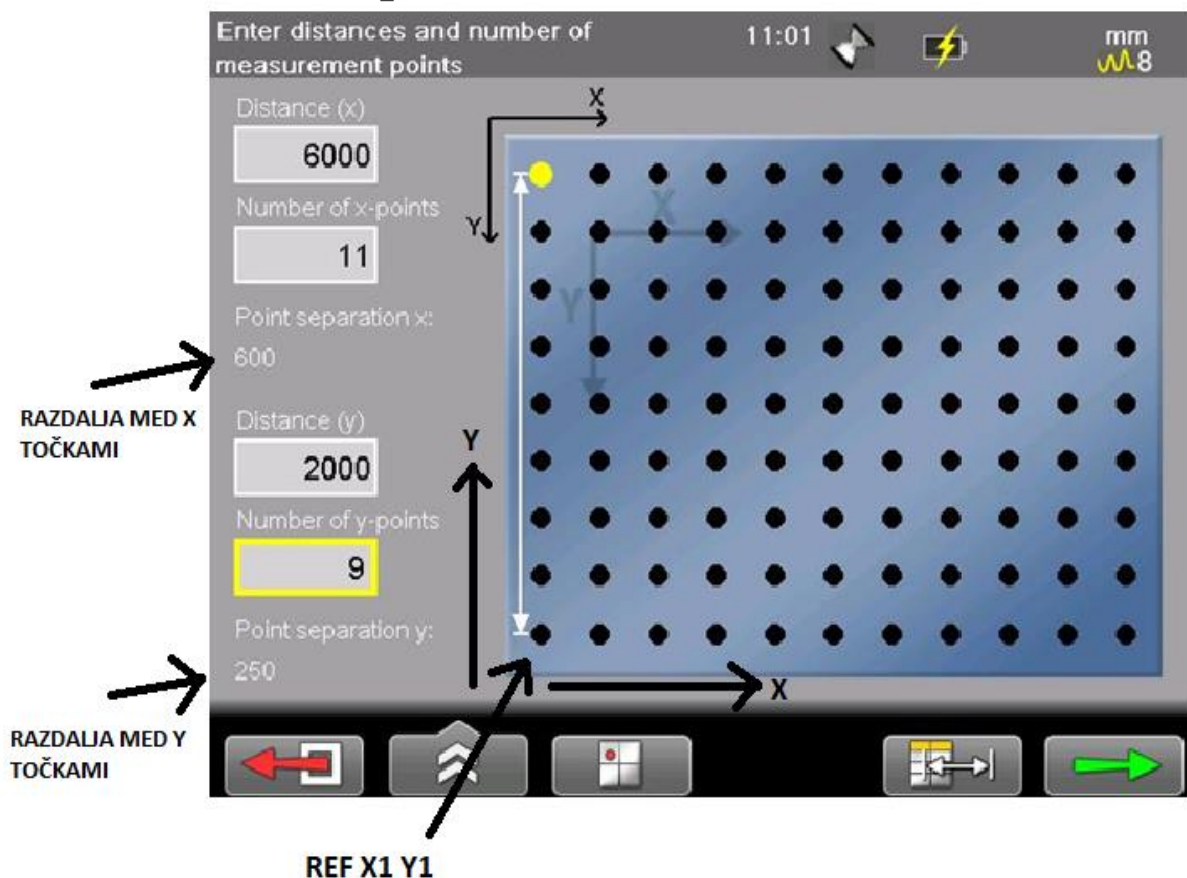 Enter distances and number of
measurement points
11:01
mm
8
Distance (x)
6000
Number of x-points
11
Point separation x:
600
Distance (y)
2000
Number of y-points
9
Point separation y:
250
X
Y
X
Y
Y
X
RAZDALJA MED X
TOČKAMI
RAZDALJA MED Y
TOČKAMI
REF X1 Y1